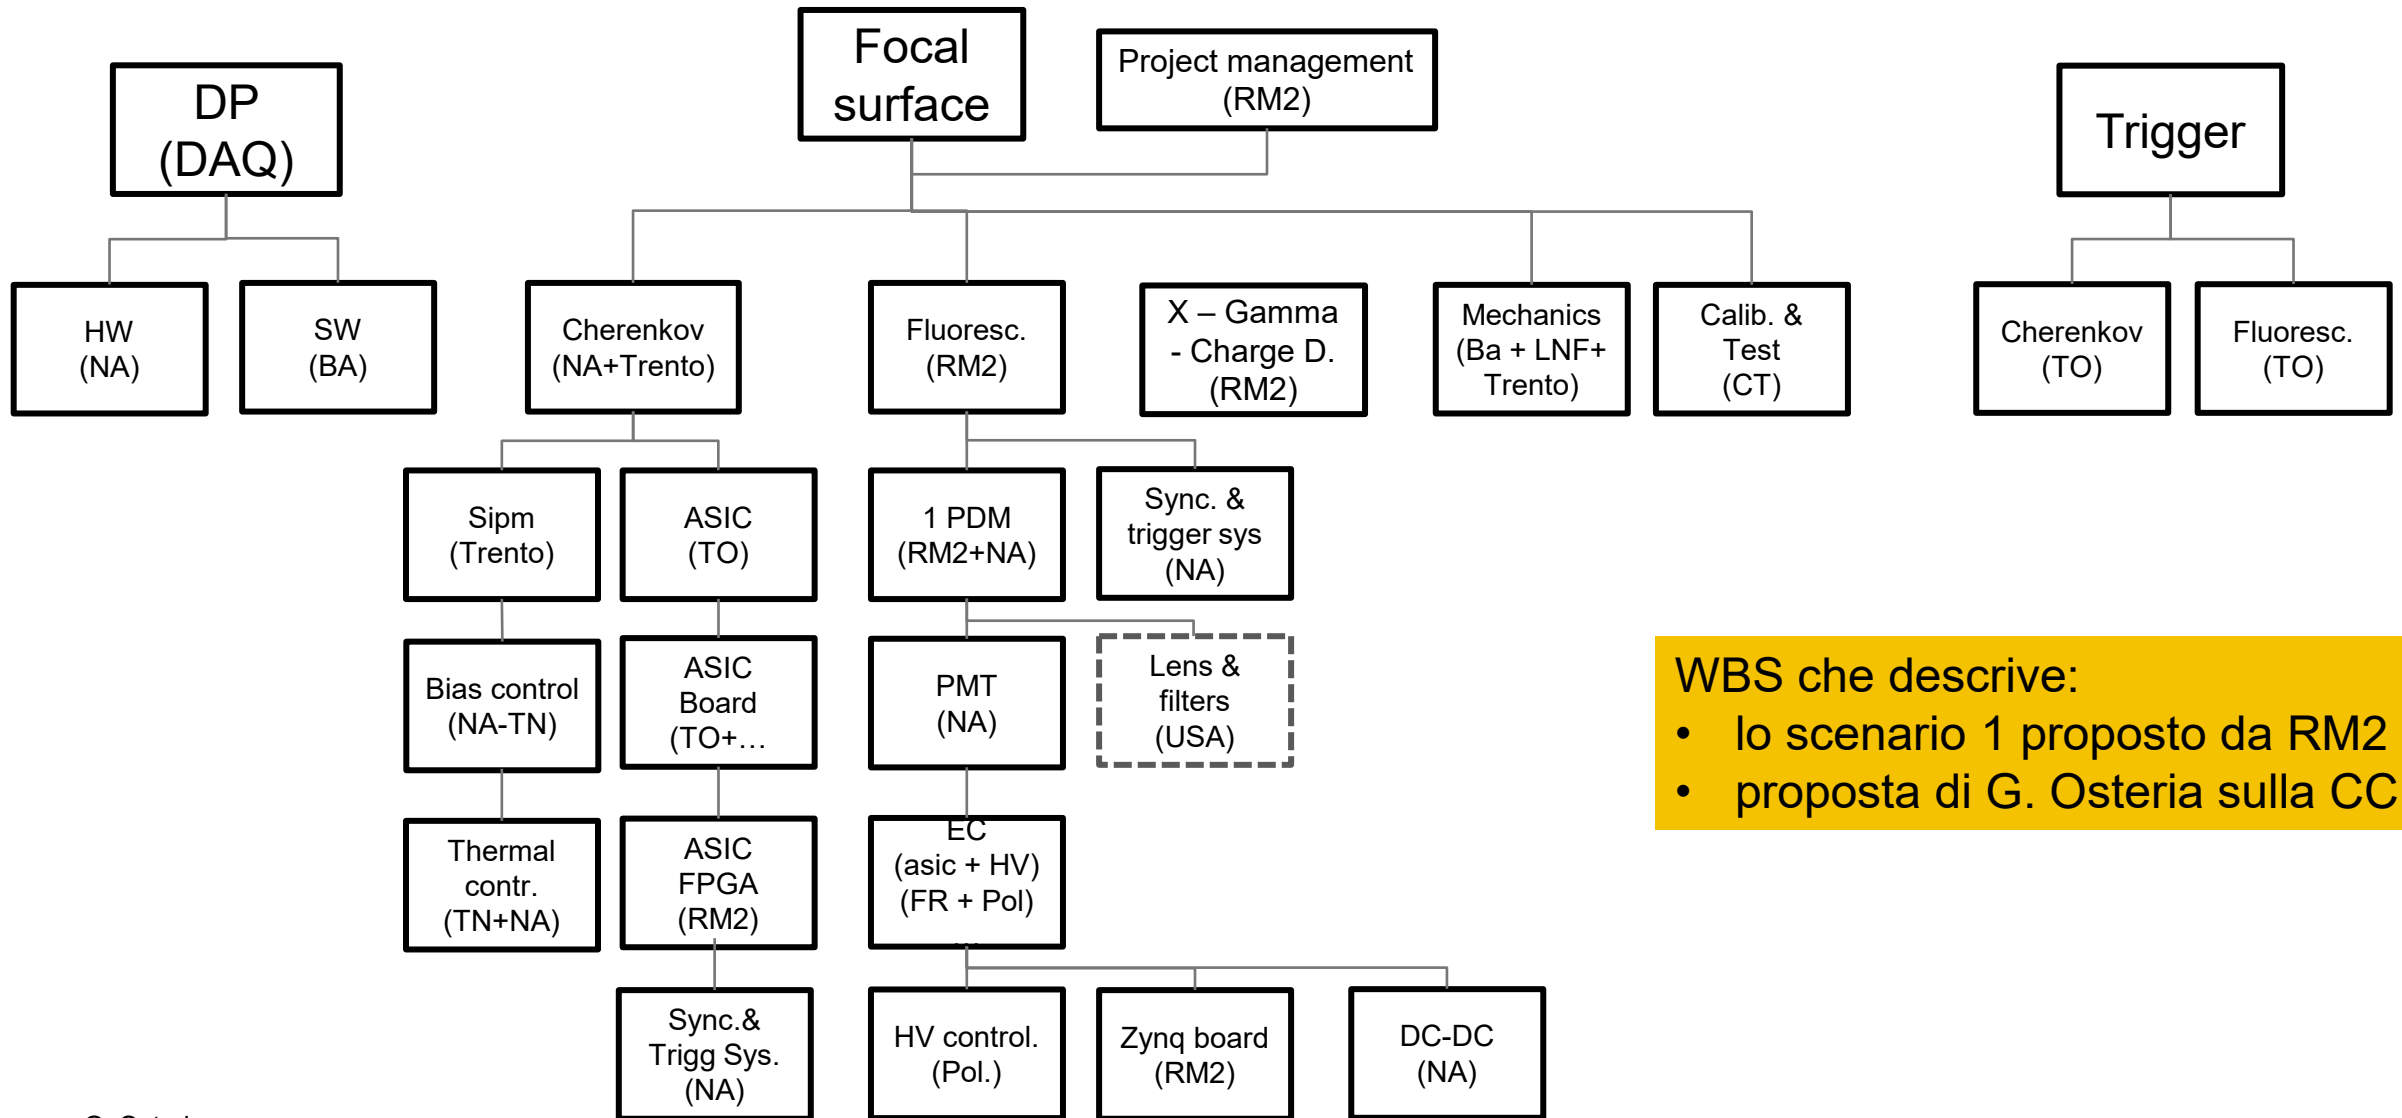 Focal
surface
Project management
(RM2)
DP
(DAQ)
Trigger
HW
(NA)
SW
(BA)
Cherenkov
(NA+Trento)
Fluoresc.
(RM2)
X – Gamma
- Charge D.
(RM2)
Mechanics
(Ba + LNF+
Trento)
Calib. &
Test
(CT)
Cherenkov
(TO)
Fluoresc.
(TO)
Sipm
(Trento)
ASIC
(TO)
1 PDM
(RM2+NA)
Sync. &
trigger sys
(NA)
Bias control
(NA-TN)
ASIC
Board
(TO+…
PMT
(NA)
Lens &
filters
(USA)
WBS che descrive:
• lo scenario 1 proposto da RM2
• proposta di G. Osteria sulla CC
Thermal
contr.
(TN+NA)
ASIC
FPGA
(RM2)
EC
(asic + HV)
(FR + Pol)
…
Sync.&
Trigg Sys.
(NA)
HV control.
(Pol.)
Zynq board
(RM2)
DC-DC
(NA)